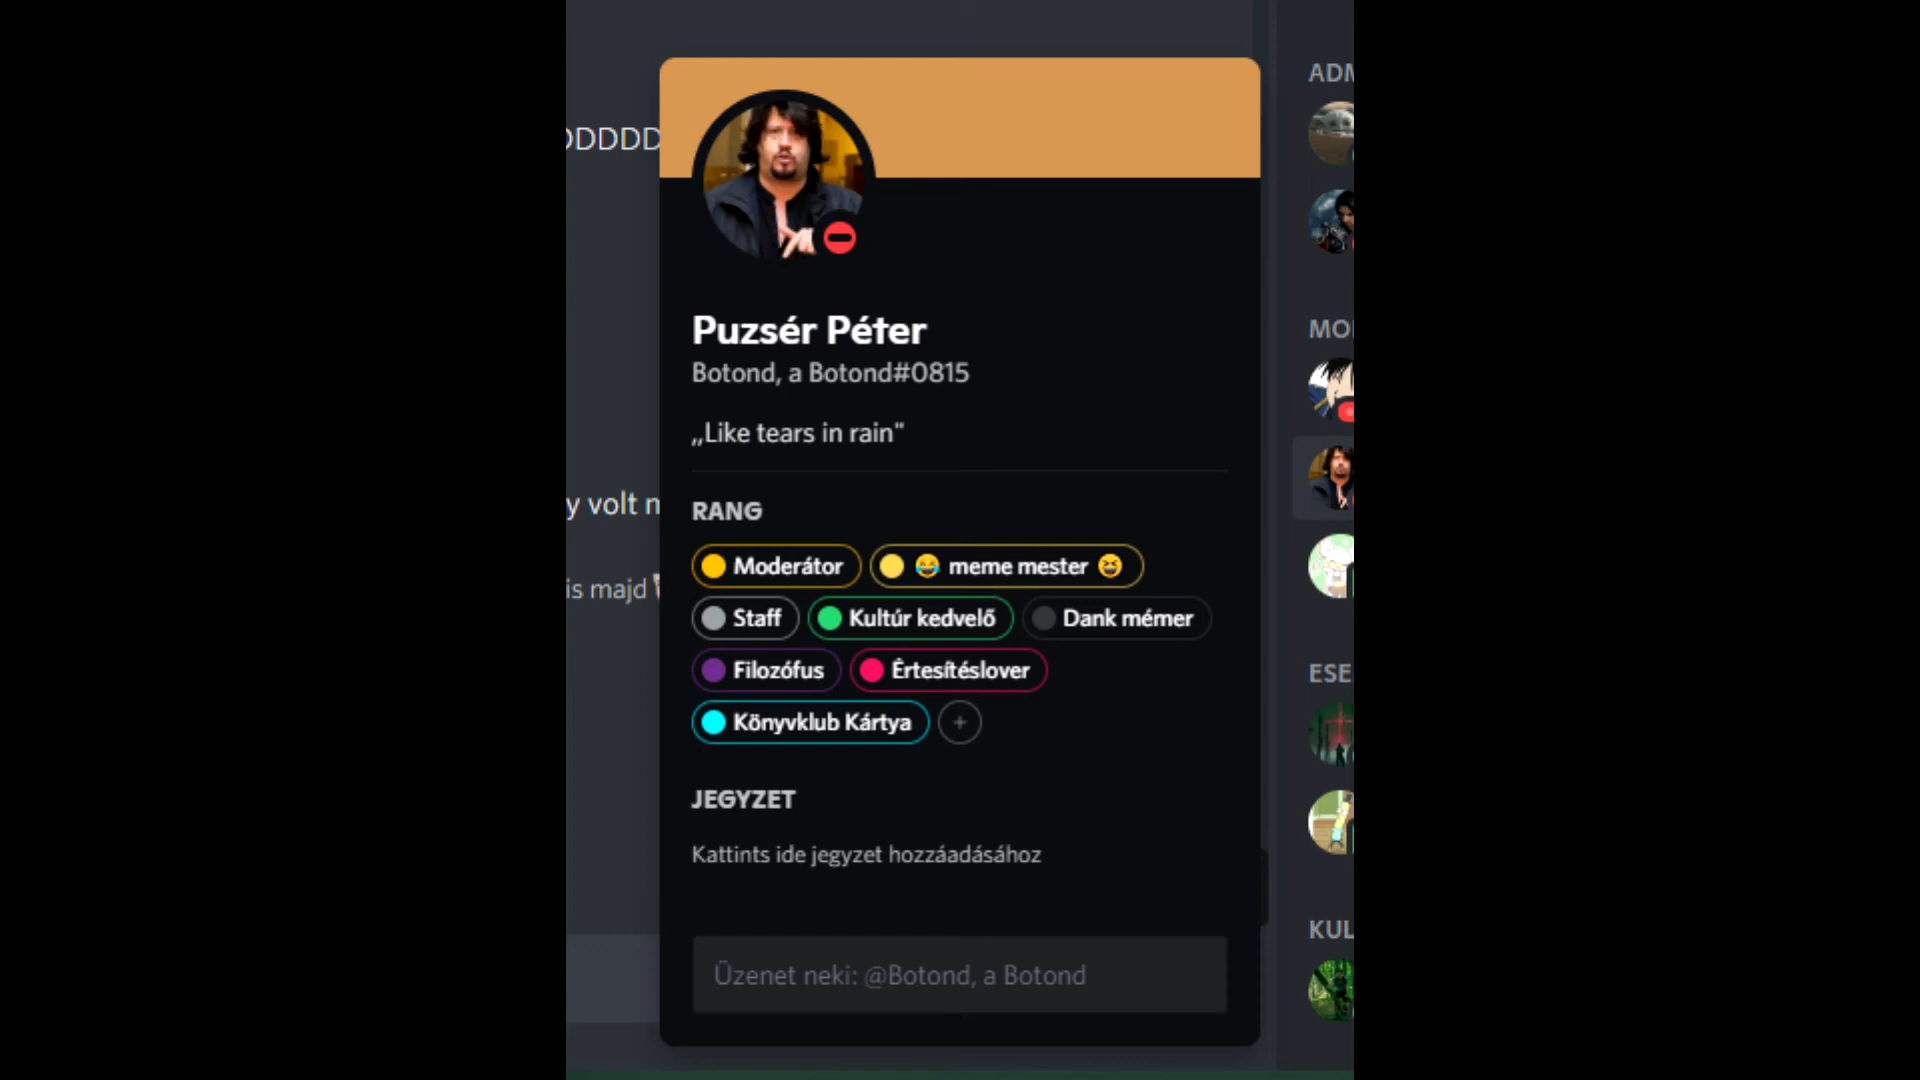 DDDD
Puzsér Péter
Botond, a Botond#0815
„Like tears in rain"
y volt
RANG
Moderátor
😂 meme mester 😆
Staff
Kultúr kedvelő
Dank mémer
is majd
Filozófus
Értesítéslover
Könyvklub Kártya
+
JEGYZET
Kattints ide jegyzet hozzáadásához
Üzenet neki: @Botond, a Botond
ADM
MO
ESE
KUL